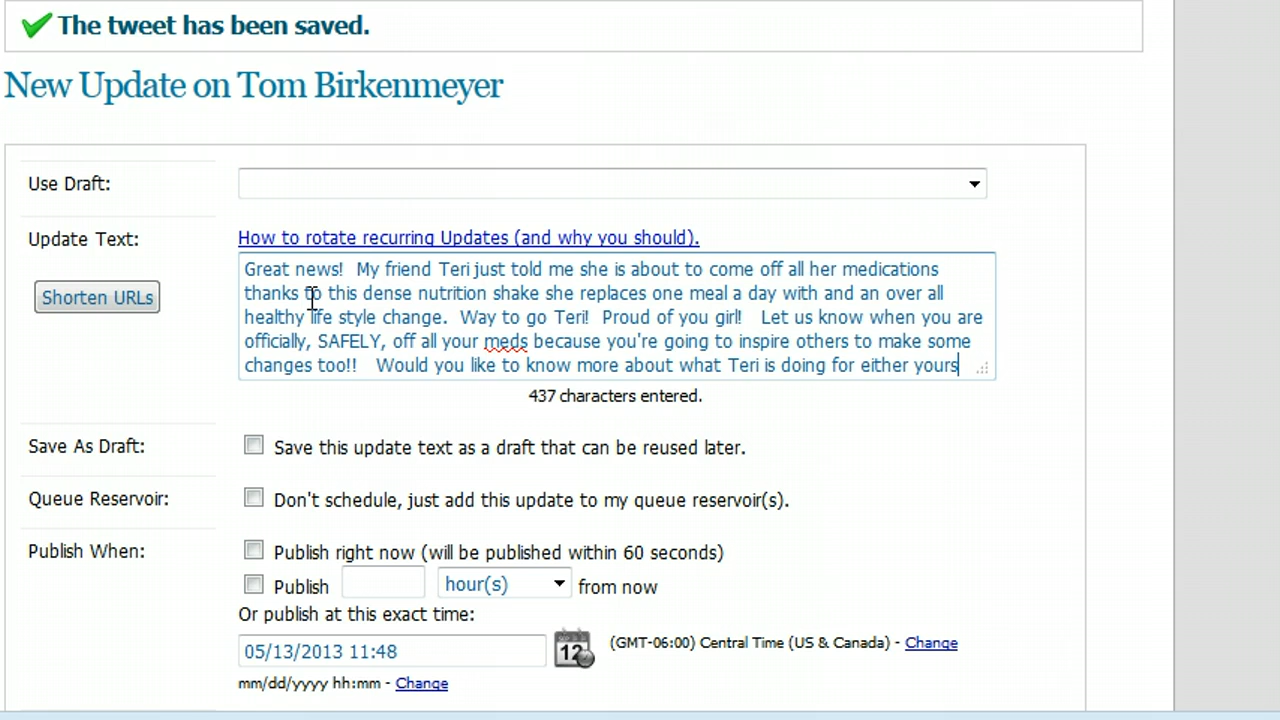 The tweet has been saved.
New Update on Tom Birkenmeyer
Use Draft:
Update Text:
How to rotate recurring Updates (and why you should).
Shorten URLs
Great news!  My friend Teri just told me she is about to come off all her medications
thanks to this dense nutrition shake she replaces one meal a day with and an over all
healthy life style change.  Way to go Teri!  Proud of you girl!   Let us know when you are
officially, SAFELY, off all your meds because you're going to inspire others to make some
changes too!!   Would you like to know more about what Teri is doing for either yours
437 characters entered.
Save As Draft:
Save this update text as a draft that can be reused later.
Queue Reservoir:
Don't schedule, just add this update to my queue reservoir(s).
Publish When:
Publish right now (will be published within 60 seconds)
Publish hour(s) from now
Or publish at this exact time:
05/13/2013 11:48
12
(GMT-06:00) Central Time (US & Canada) - Change
mm/dd/yyyy hh:mm - Change